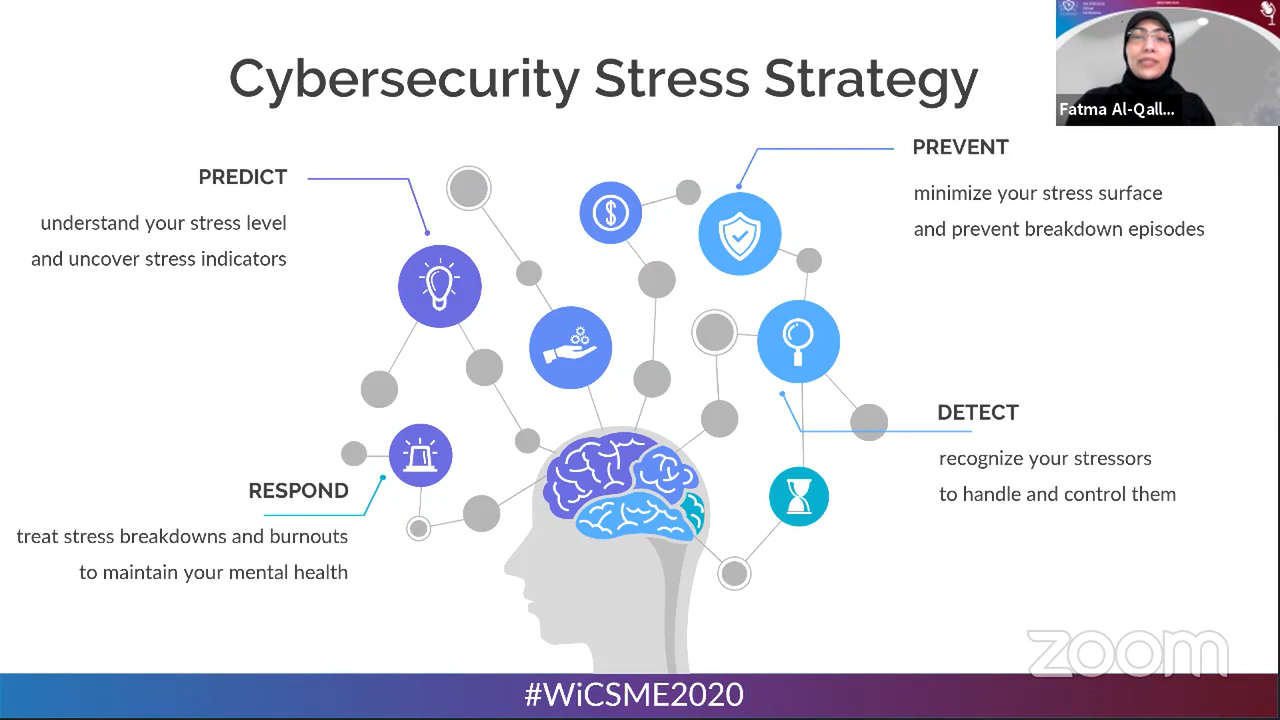 Cybersecurity Stress Strategy
Fatma Al-Qall...
PREDICT
understand your stress level
and uncover stress indicators
PREVENT
minimize your stress surface
and prevent breakdown episodes
DETECT
recognize your stressors
to handle and control them
RESPOND
treat stress breakdowns and burnouts
to maintain your mental health
zoom
#WiCSME2020